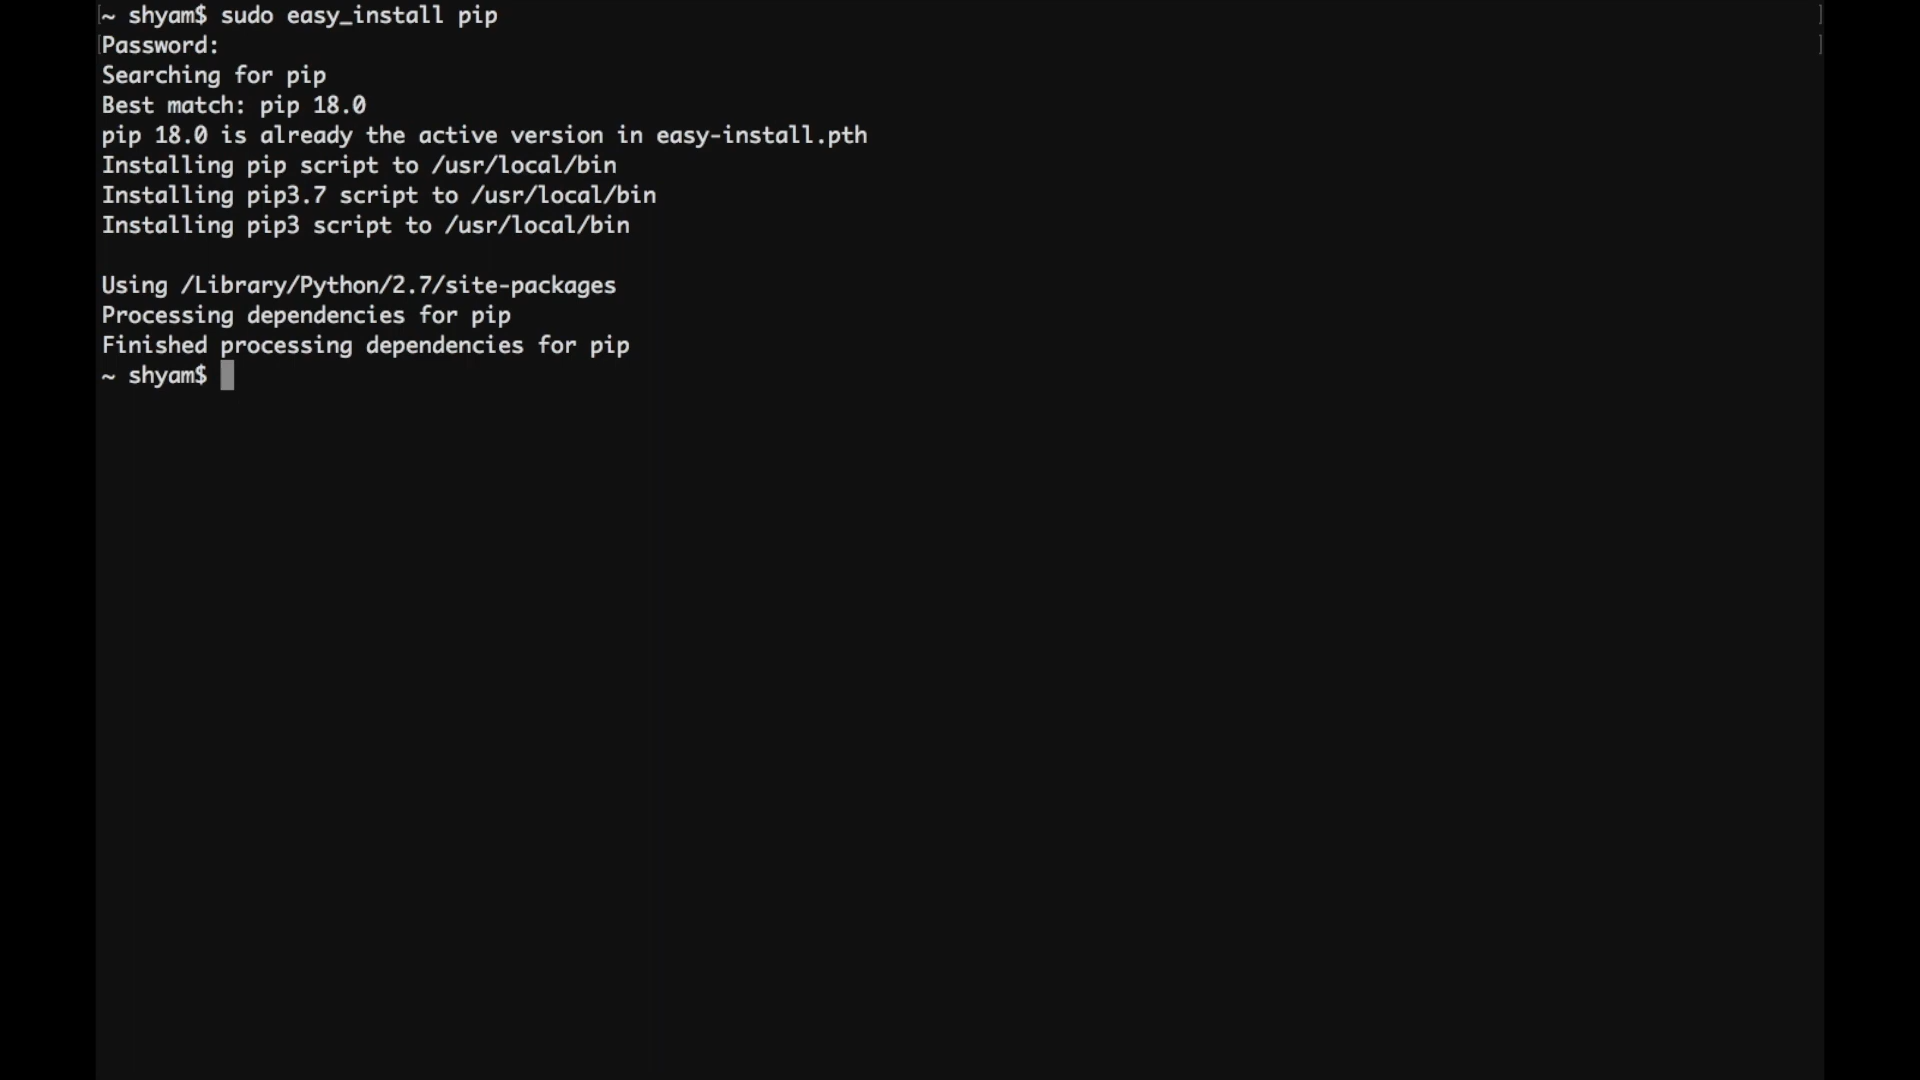 ~ shyam$ sudo easy_install pip
Password:
Searching for pip
Best match: pip 18.0
pip 18.0 is already the active version in easy-install.pth
Installing pip script to /usr/local/bin
Installing pip3.7 script to /usr/local/bin
Installing pip3 script to /usr/local/bin

Using /Library/Python/2.7/site-packages
Processing dependencies for pip
Finished processing dependencies for pip
~ shyam$